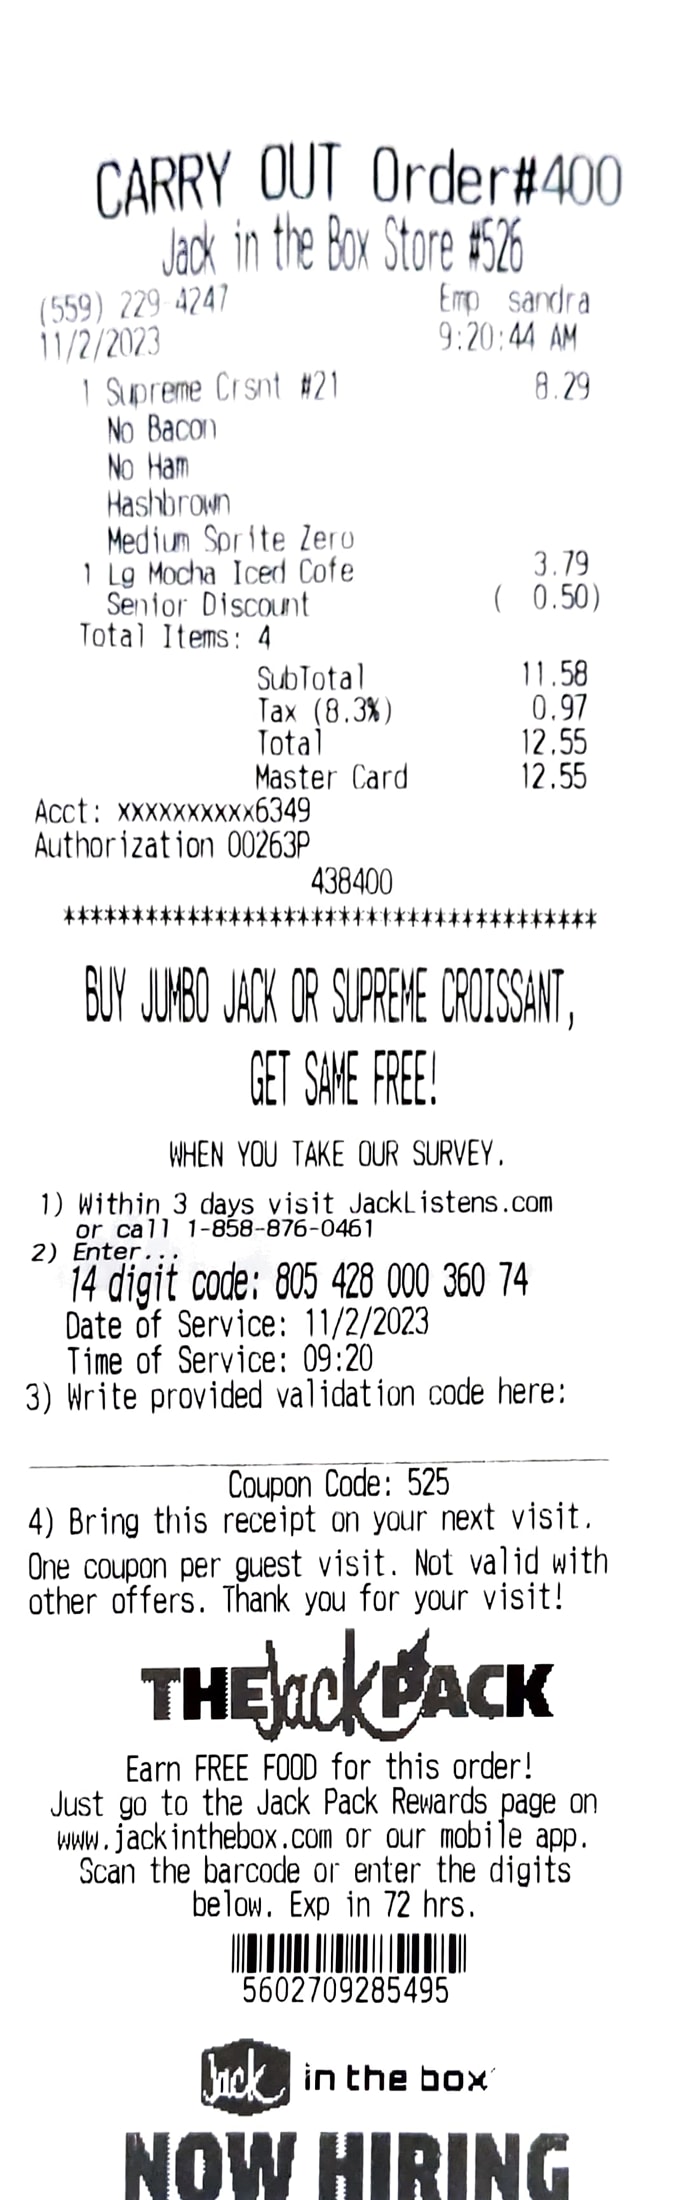 CARRY OUT Order#400
Jack in the Box Store #526
(559) 229-4247 Emp sandra
11/2/2023 9:20:44 AM
1 Supreme Crsnt #21 8.29
No Bacon
No Ham
Hashbrown
Medium Sprite Zero
1 Lg Mocha Iced Cofe 3.79
Senior Discount ( 0.50)
Total Items: 4
SubTotal 11.58
Tax (8.3%) 0.97
Total 12.55
Master Card 12.55
Acct: xxxxxxxxxx6349
Authorization 00263P
438400
***************************************
BUY JUMBO JACK OR SUPREME CROISSANT,
GET SAME FREE!
WHEN YOU TAKE OUR SURVEY.
1) Within 3 days visit JackListens.com
or call 1-858-876-0461
2) Enter...
14 digit code: 805 428 000 360 74
Date of Service: 11/2/2023
Time of Service: 09:20
3) Write provided validation code here:
Coupon Code: 525
4) Bring this receipt on your next visit.
One coupon per guest visit. Not valid with
other offers. Thank you for your visit!
THE Jack PACK
Earn FREE FOOD for this order!
Just go to the Jack Pack Rewards page on
www.jackinthebox.com or our mobile app.
Scan the barcode or enter the digits
below. Exp in 72 hrs.
5602709285495
Jack in the box
NOW HIRING